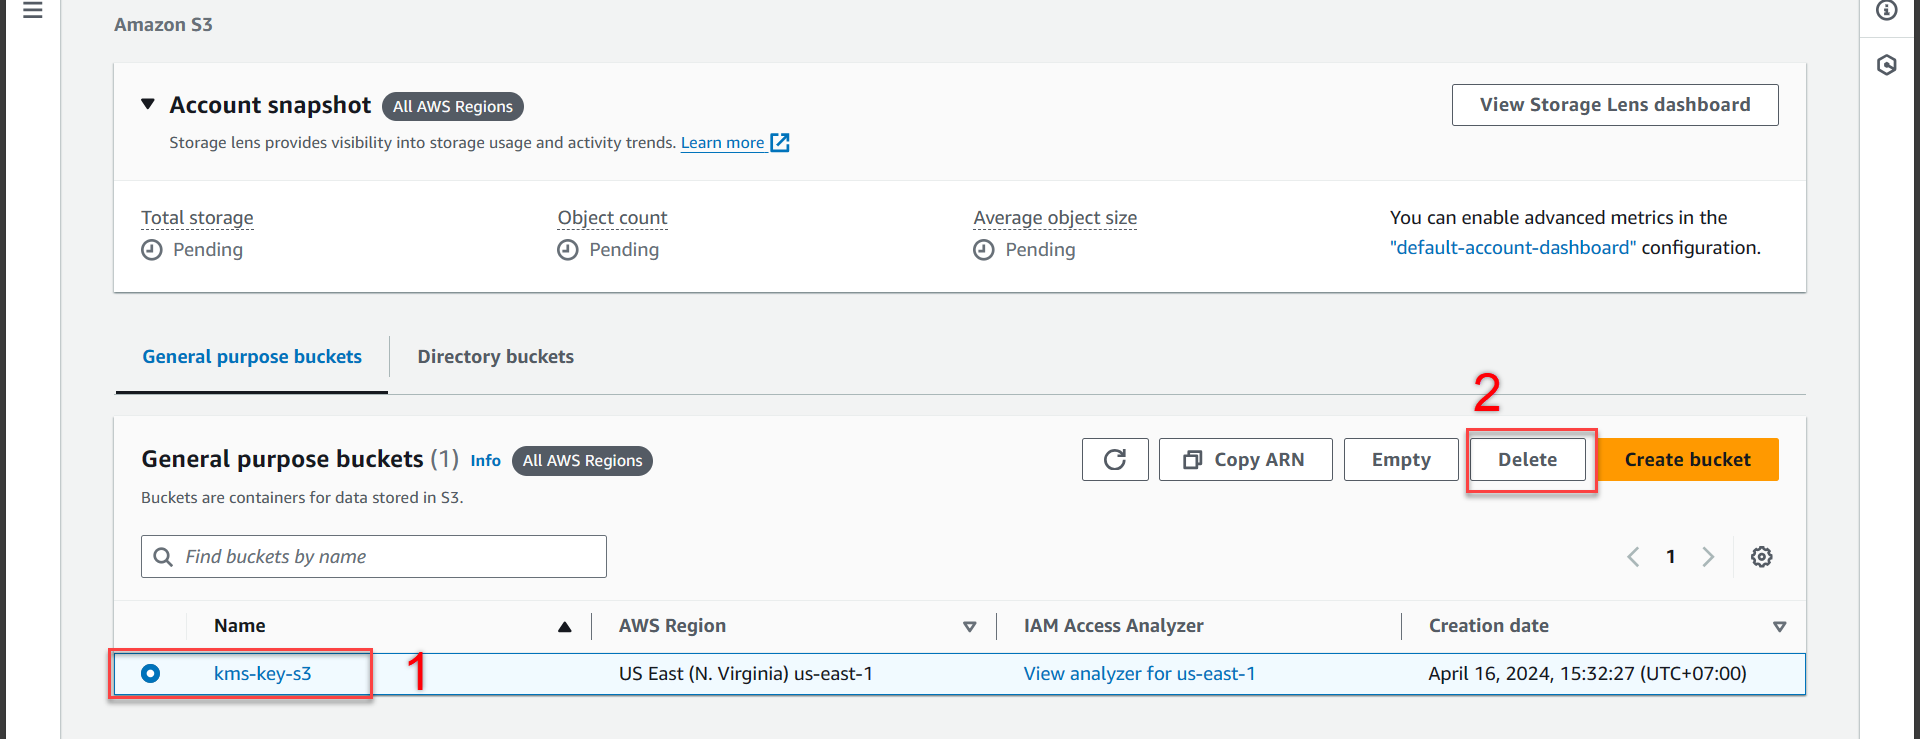 Amazon S3
Account snapshot All AWS Regions View Storage Lens dashboard
Storage lens provides visibility into storage usage and activity trends. Learn more
Total storage Object count Average object size You can enable advanced metrics in the
Pending Pending Pending "default-account-dashboard" configuration.
General purpose buckets Directory buckets
2
General purpose buckets (1) Info All AWS Regions Copy ARN Empty Delete Create bucket
Buckets are containers for data stored in S3.
Find buckets by name 1
Name AWS Region IAM Access Analyzer Creation date
kms-key-s3 1 US East (N. Virginia) us-east-1 View analyzer for us-east-1 April 16, 2024, 15:32:27 (UTC+07:00)